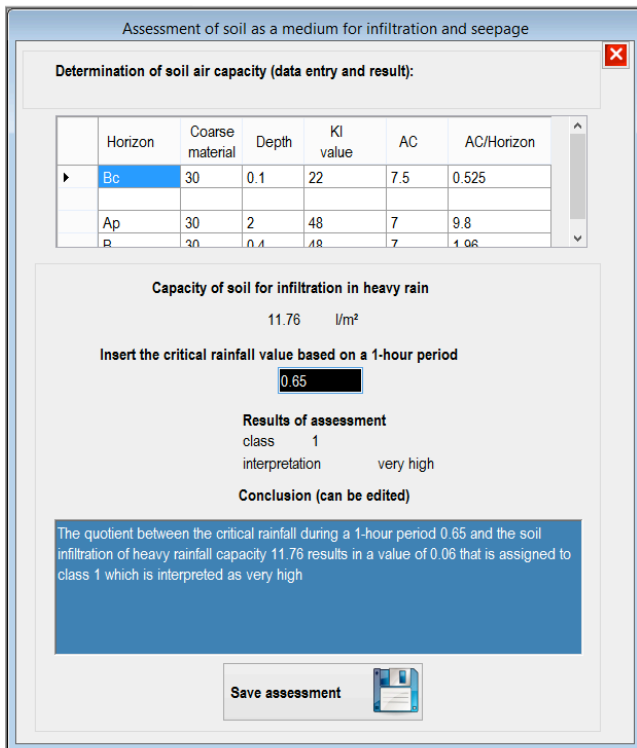 Assessment of soil as a medium for infiltration and seepage
Determination of soil air capacity (data entry and result):
Horizon Coarse material Depth KI value AC AC/Horizon
Bc 30 0.1 22 7.5 0.525
Ap 30 2 48 7 9.8
30 0.4 48 7 1.96
Capacity of soil for infiltration in heavy rain
11.76 l/m²
Insert the critical rainfall value based on a 1-hour period
0.65
Results of assessment
class 1
interpretation very high
Conclusion (can be edited)
The quotient between the critical rainfall during a 1-hour period 0.65 and the soil
infiltration of heavy rainfall capacity 11.76 results in a value of 0.06 that is assigned to
class 1 which is interpreted as very high
Save assessment